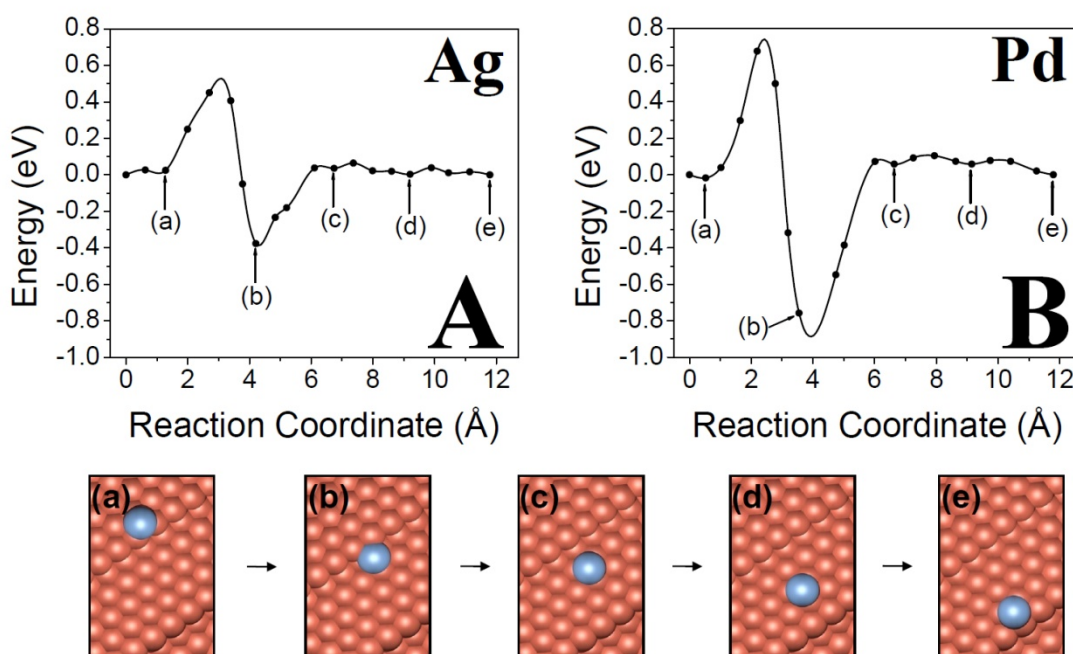 Ag
0.8
0.6
0.4
0.2
0.0
-0.2
-0.4
-0.6
-0.8
-1.0
Energy (eV)
(a)
(b)
(c)
(d)
(e)
A
0 2 4 6 8 10 12
Reaction Coordinate (Å)
Pd
0.8
0.6
0.4
0.2
0.0
-0.2
-0.4
-0.6
-0.8
-1.0
Energy (eV)
(a)
(b)
(c)
(d)
(e)
B
0 2 4 6 8 10 12
Reaction Coordinate (Å)
(a) (b) (c) (d) (e)